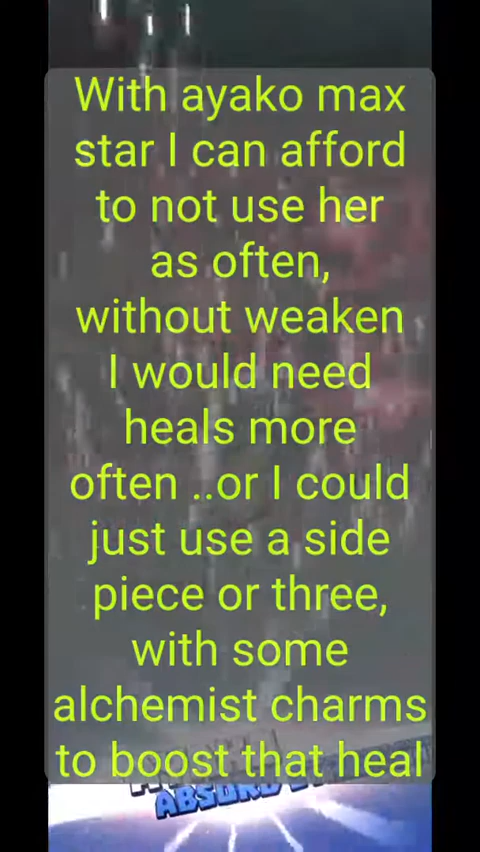 With ayako max
star I can afford
to not use her
as often,
without weaken
I would need
heals more
often ..or I could
just use a side
piece or three,
with some
alchemist charms
to boost that heal
ABSORB